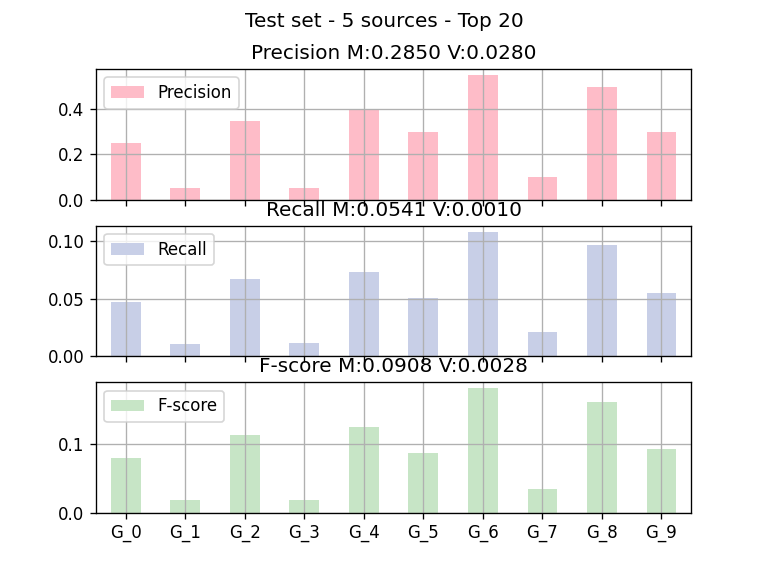 Test set - 5 sources - Top 20
Precision M:0.2850 V:0.0280
Precision
0.4
0.2
0.0
Recall M:0.0541 V:0.0010
Recall
0.10
0.05
0.00
F-score M:0.0908 V:0.0028
F-score
0.1
0.0
G_0 G_1 G_2 G_3 G_4 G_5 G_6 G_7 G_8 G_9